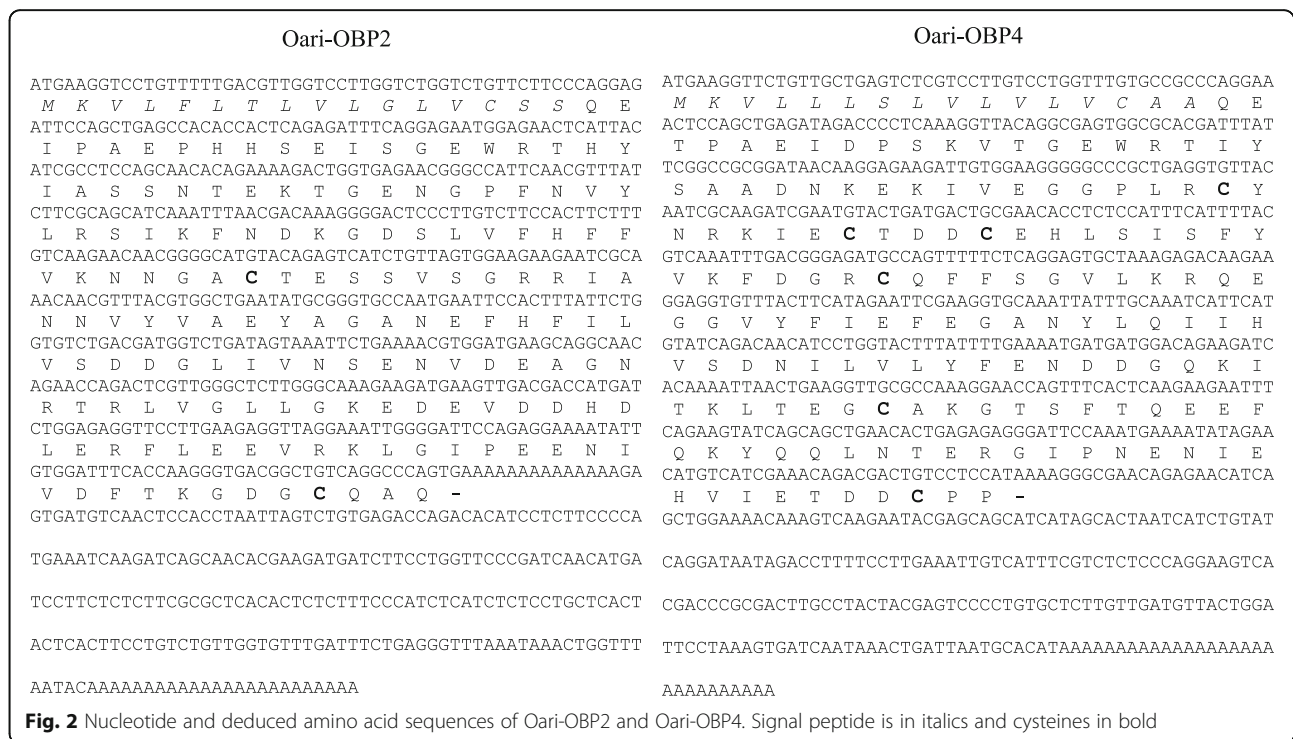 Oari-OBP2
ATGAAGGTCCTGTTTTTGACGTTGGTCCTTGGTCTGGTCTGTTCTTCCCAGGAG
M K V L F L T L V L G L V C S S Q E
ATTCCAGCTGAGCCACACCACTCAGAGATTTCAGGAGAATGGAGAACTCATTAC
I P A E P H H S E I S G E W R T H Y
ATCGCCTCCAGCAACACAGAAAAGACTGGTGAGAACGGGCCATTCAACGTTTAT
I A S S N T E K T G E N G P F N V Y
CTTCGCAGCATCAAATTTAACGACAAAGGGGACTCCCTTGTCTTCCACTTCTTT
L R S I K F N D K G D S L V F H F F
GTCAAGAACAACGGGGCATGTACAGAGTCATCTGTTAGTGGAAGAAGAATCGCA
V K N N G A C T E S S V S G R R I A
AACAACGTTTACGTGGCTGAATATGCGGGTGCCAATGAATTCCACTTTATTCTG
N N V Y V A E Y A G A N E F H F I L
GTGTCTGACGATGGTCTGATAGTAAATTCTGAAAACGTGGATGAAGCAGGCAAC
V S D D G L I V N S E N V D E A G N
AGAACCAGACTCGTTGGGCTCTTGGGCAAAGAAGATGAAGTTGACGACCATGAT
R T R L V G L L G K E D E V D D H D
CTGGAGAGGTTCCTTGAAGAGGTTAGGAAATTGGGGATTCCAGAGGAAAATATT
L E R F L E E V R K L G I P E E N I
GTGGATTTCACCAAGGGTGACGGCTGTCAGGCCCAGTGAAAAAAAAAAAAAAGA
V D F T K G D G C Q A Q –
GTGATGTCAACTCCACCTAATTAGTCTGTGAGACCAGACACATCCTCTTCCCCA
TGAAATCAAGATCAGCAACACGAAGATGATCTTCCTGGTTCCCGATCAACATGA
TCCTTCTCTCTTCGCGCTCACACTCTCTTTCCCATCTCATCTCTCCTGCTCACT
ACTCACTTCCTGTCTGTTGGTGTTTGATTTCTGAGGGTTTAAATAAACTGGTTT
AATACAAAAAAAAAAAAAAAAAAAAAAAA
Oari-OBP4
ATGAAGGTTCTGTTGCTGAGTCTCGTCCTTGTCCTGGTTTGTGCCGCCCAGGAA
M K V L L L S L V L V L V C A A Q E
ACTCCAGCTGAGATAGACCCCTCAAAGGTTACAGGCGAGTGGCGCACGATTTAT
T P A E I D P S K V T G E W R T I Y
TCGGCCGCGGATAACAAGGAGAAGATTGTGGAAGGGGGCCCGCTGAGGTGTTAC
S A A D N K E K I V E G G P L R C Y
AATCGCAAGATCGAATGTACTGATGACTGCGAACACCTCTCCATTTCATTTTAC
N R K I E C T D D C E H L S I S F Y
GTCAAATTTGACGGGAGATGCCAGTTTTTCTCAGGAGTGCTAAAGAGACAAGAA
V K F D G R C Q F F S G V L K R Q E
GGAGGTGTTTACTTCATAGAATTCGAAGGTGCAAATTATTTGCAAATCATTCAT
G G V Y F I E F E G A N Y L Q I I H
GTATCAGACAACATCCTGGTACTTTATTTTGAAAATGATGATGGACAGAAGATC
V S D N I L V L Y F E N D D G Q K I
ACAAAATTAACTGAAGGTTGCGCCAAAGGAACCAGTTTCACTCAAGAAGAATTT
T K L T E G C A K G T S F T Q E E F
CAGAAGTATCAGCAGCTGAACACTGAGAGAGGGATTCCAAATGAAAATATAGAA
Q K Y Q Q L N T E R G I P N E N I E
CATGTCATCGAAACAGACGACTGTCCTCCATAAAAGGGCGAACAGAGAACATCA
H V I E T D D C P P –
GCTGGAAAACAAAGTCAAGAATACGAGCAGCATCATAGCACTAATCATCTGTAT
CAGGATAATAGACCTTTTCCTTGAAATTGTCATTTCGTCTCTCCCAGGAAGTCA
CGACCCGCGACTTGCCTACTACGAGTCCCCTGTGCTCTTGTTGATGTTACTGGA
TTCCTAAAGTGATCAATAAACTGATTAATGCACATAAAAAAAAAAAAAAAAAAA
AAAAAAAAAA
Fig. 2 Nucleotide and deduced amino acid sequences of Oari-OBP2 and Oari-OBP4. Signal peptide is in italics and cysteines in bold